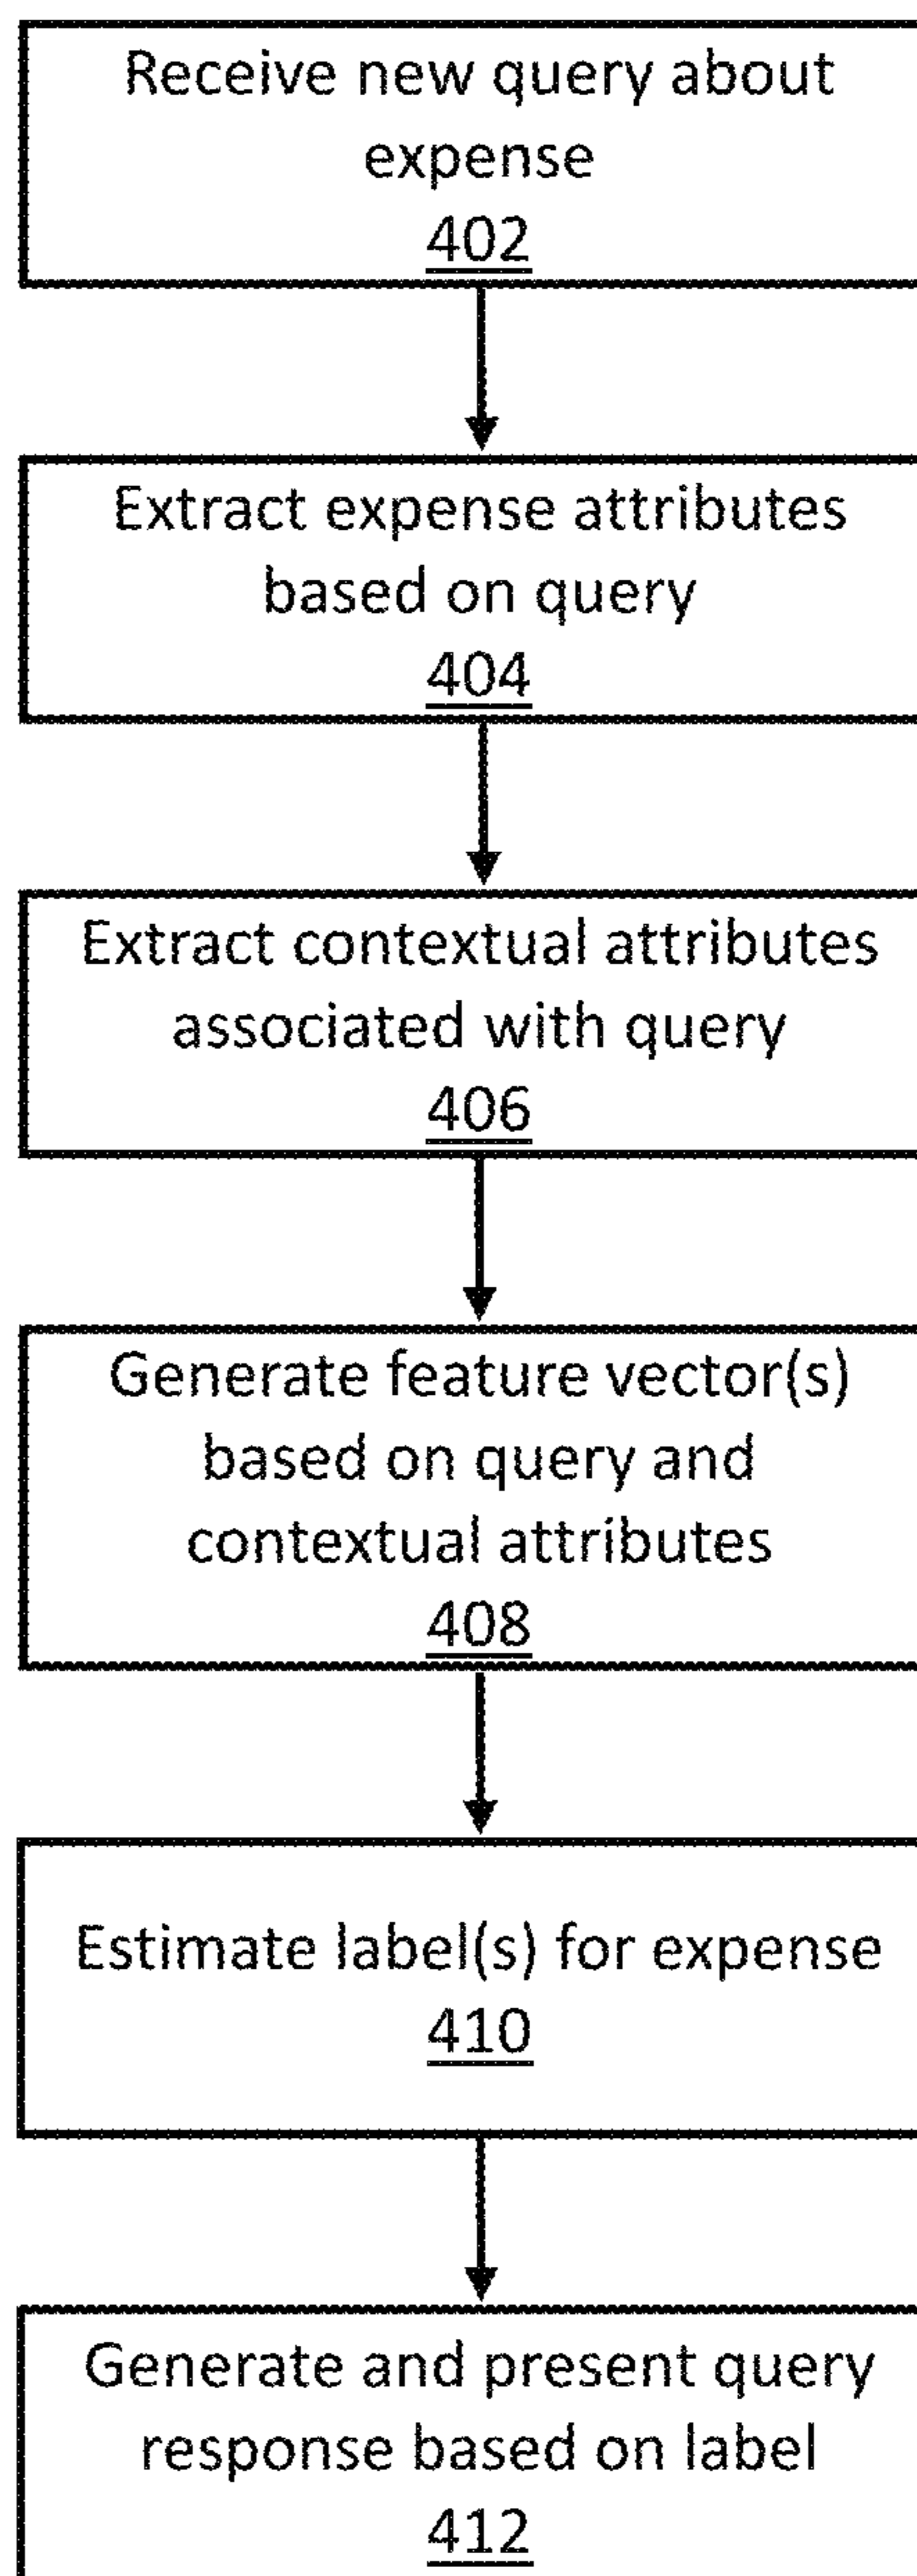 Receive new query about
expense
402
Extract expense attributes
based on query
404
Extract contextual attributes
associated with query
406
Generate feature vector(s)
based on query and
contextual attributes
408
Estimate label(s) for expense
410
Generate and present query
response based on label
412